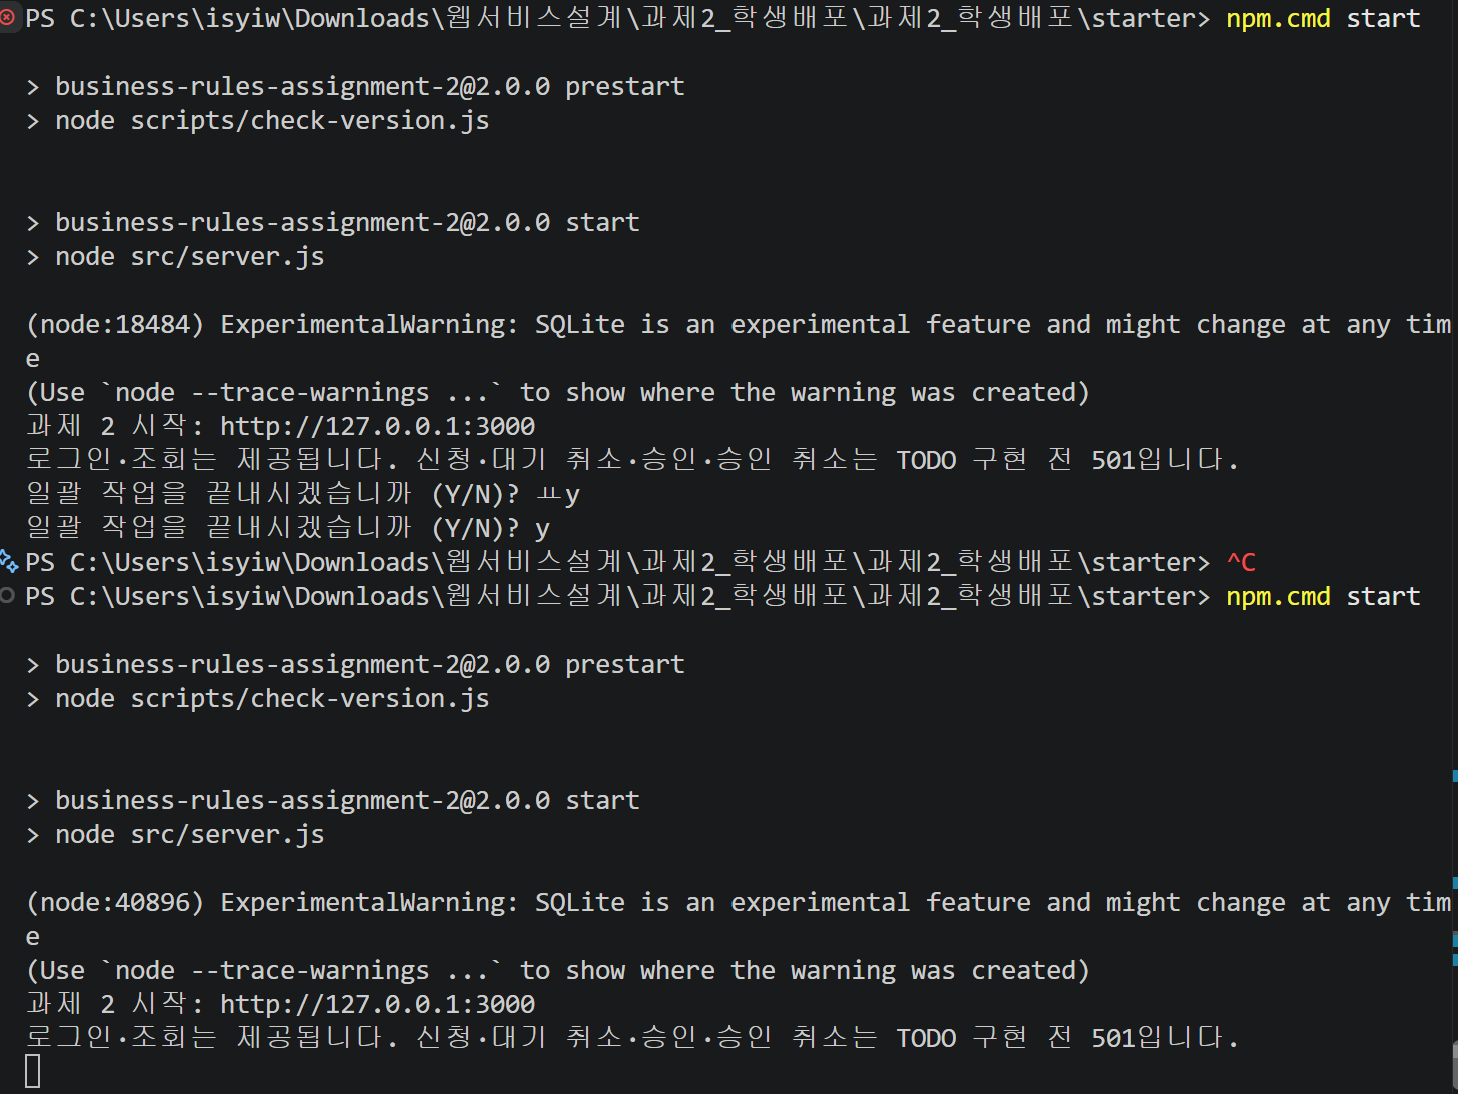 PS C:\Users\isyiw\Downloads\웹서비스설계\과제2_학생배포\과제2_학생배포\starter> npm.cmd start
> business-rules-assignment-2@2.0.0 prestart
> node scripts/check-version.js
> business-rules-assignment-2@2.0.0 start
> node src/server.js
(node:18484) ExperimentalWarning: SQLite is an experimental feature and might change at any tim
e
(Use `node --trace-warnings ...` to show where the warning was created)
과제 2 시작: http://127.0.0.1:3000
로그인·조회는 제공됩니다. 신청·대기 취소·승인·승인 취소는 TODO 구현 전 501입니다.
일괄 작업을 끝내시겠습니까 (Y/N)? ㅛy
일괄 작업을 끝내시겠습니까 (Y/N)? y
PS C:\Users\isyiw\Downloads\웹서비스설계\과제2_학생배포\과제2_학생배포\starter> ^C
PS C:\Users\isyiw\Downloads\웹서비스설계\과제2_학생배포\과제2_학생배포\starter> npm.cmd start
> business-rules-assignment-2@2.0.0 prestart
> node scripts/check-version.js
> business-rules-assignment-2@2.0.0 start
> node src/server.js
(node:40896) ExperimentalWarning: SQLite is an experimental feature and might change at any tim
e
(Use `node --trace-warnings ...` to show where the warning was created)
과제 2 시작: http://127.0.0.1:3000
로그인·조회는 제공됩니다. 신청·대기 취소·승인·승인 취소는 TODO 구현 전 501입니다.